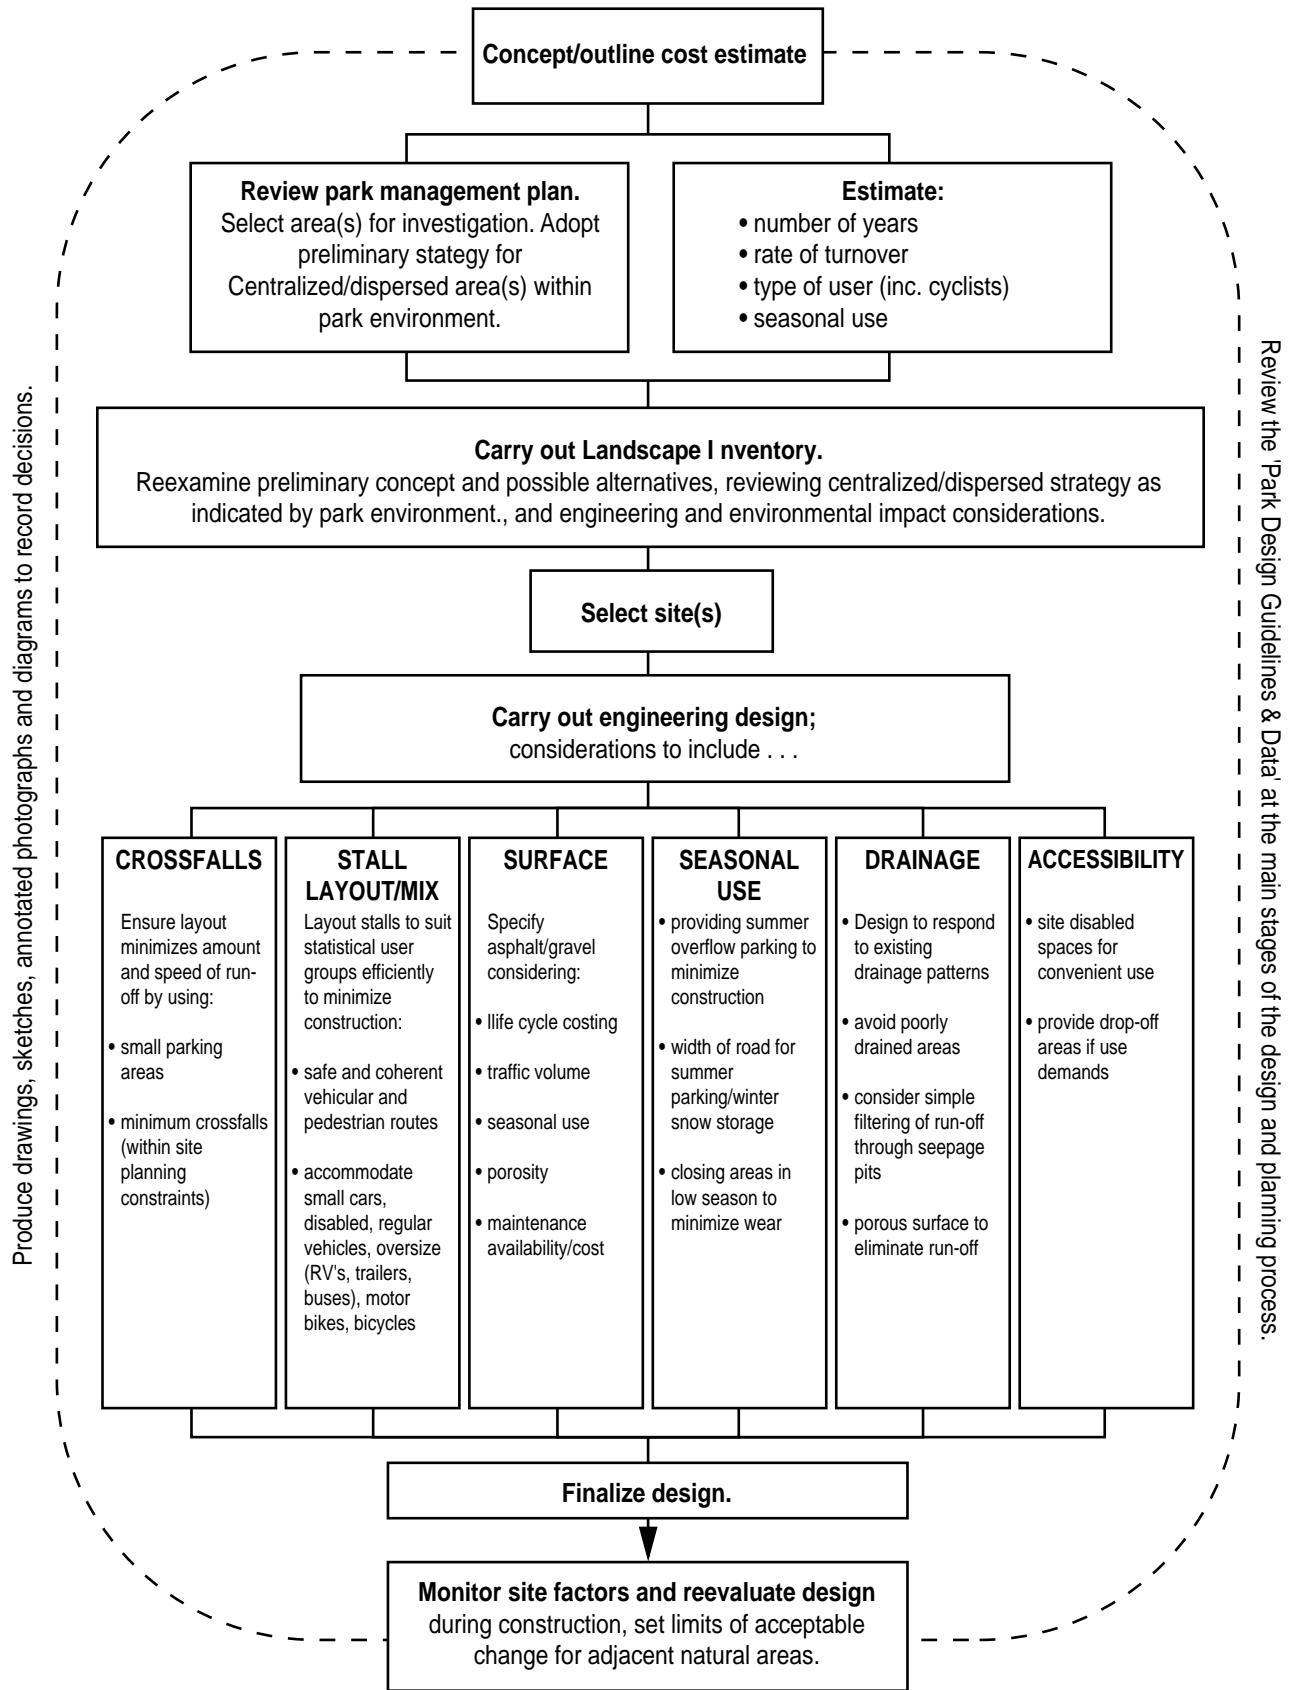 Concept/outline cost estimate
Review park management plan.
Select area(s) for investigation. Adopt
preliminary stategy for
Centralized/dispersed area(s) within
park environment.
Estimate:
• number of years
• rate of turnover
• type of user (inc. cyclists)
• seasonal use
Carry out Landscape I nventory.
Reexamine preliminary concept and possible alternatives, reviewing centralized/dispersed strategy as
indicated by park environment., and engineering and environmental impact considerations.
Select site(s)
Carry out engineering design;
considerations to include . . .
CROSSFALLS
Ensure layout
minimizes amount
and speed of run-
off by using:
• small parking
areas
• minimum crossfalls
(within site
planning
constraints)
STALL
LAYOUT/MIX
Layout stalls to suit
statistical user
groups efficiently
to minimize
construction:
• safe and coherent
vehicular and
pedestrian routes
• accommodate
small cars,
disabled, regular
vehicles, oversize
(RV's, trailers,
buses), motor
bikes, bicycles
SURFACE
Specify
asphalt/gravel
considering:
• llife cycle costing
• traffic volume
• seasonal use
• porosity
• maintenance
availability/cost
SEASONAL
USE
• providing summer
overflow parking to
minimize
construction
• width of road for
summer
parking/winter
snow storage
• closing areas in
low season to
minimize wear
DRAINAGE
• Design to respond
to existing
drainage patterns
• avoid poorly
drained areas
• consider simple
filtering of run-off
through seepage
pits
• porous surface to
eliminate run-off
ACCESSIBILITY
• site disabled
spaces for
convenient use
• provide drop-off
areas if use
demands
Finalize design.
Monitor site factors and reevaluate design
during construction, set limits of acceptable
change for adjacent natural areas.
Produce drawings, sketches, annotated photographs and diagrams to record decisions.
Review the 'Park Design Guidelines & Data' at the main stages of the design and planning process.